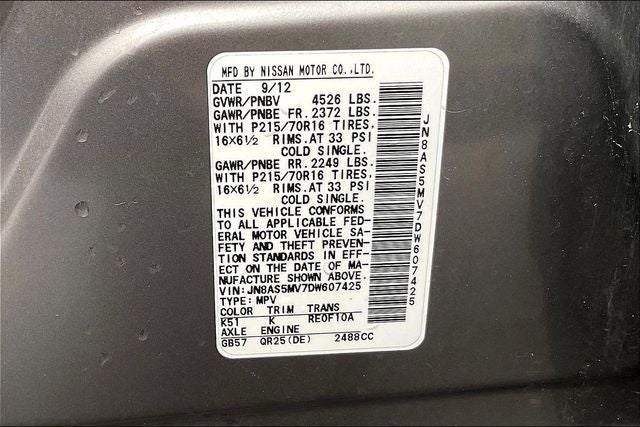 MFD BY NISSAN MOTOR CO.,LTD.
DATE 9/12
GVWR/PNBV 4526 LBS.
GAWR/PNBE FR.2372 LBS.
WITH P215/70R16 TIRES,
16×6½ RIMS.AT 33 PSI
COLD SINGLE.
GAWR/PNBE RR.2249 LBS.
WITH P215/70R16 TIRES,
16×6½ RIMS.AT 33 PSI
COLD SINGLE.
THIS VEHICLE CONFORMS
TO ALL APPLICABLE FED-
ERAL MOTOR VEHICLE SA-
FETY AND THEFT PREVEN-
TION STANDARDS IN EFF-
ECT ON THE DATE OF MA-
NUFACTURE SHOWN ABOVE.
VIN:JN8AS5MV7DW607425
TYPE:MPV
COLOR TRIM TRANS
K51 K RE0F10A
AXLE ENGINE
GB57 QR25(DE) 2488CC
JN8AS5MV7DW607425